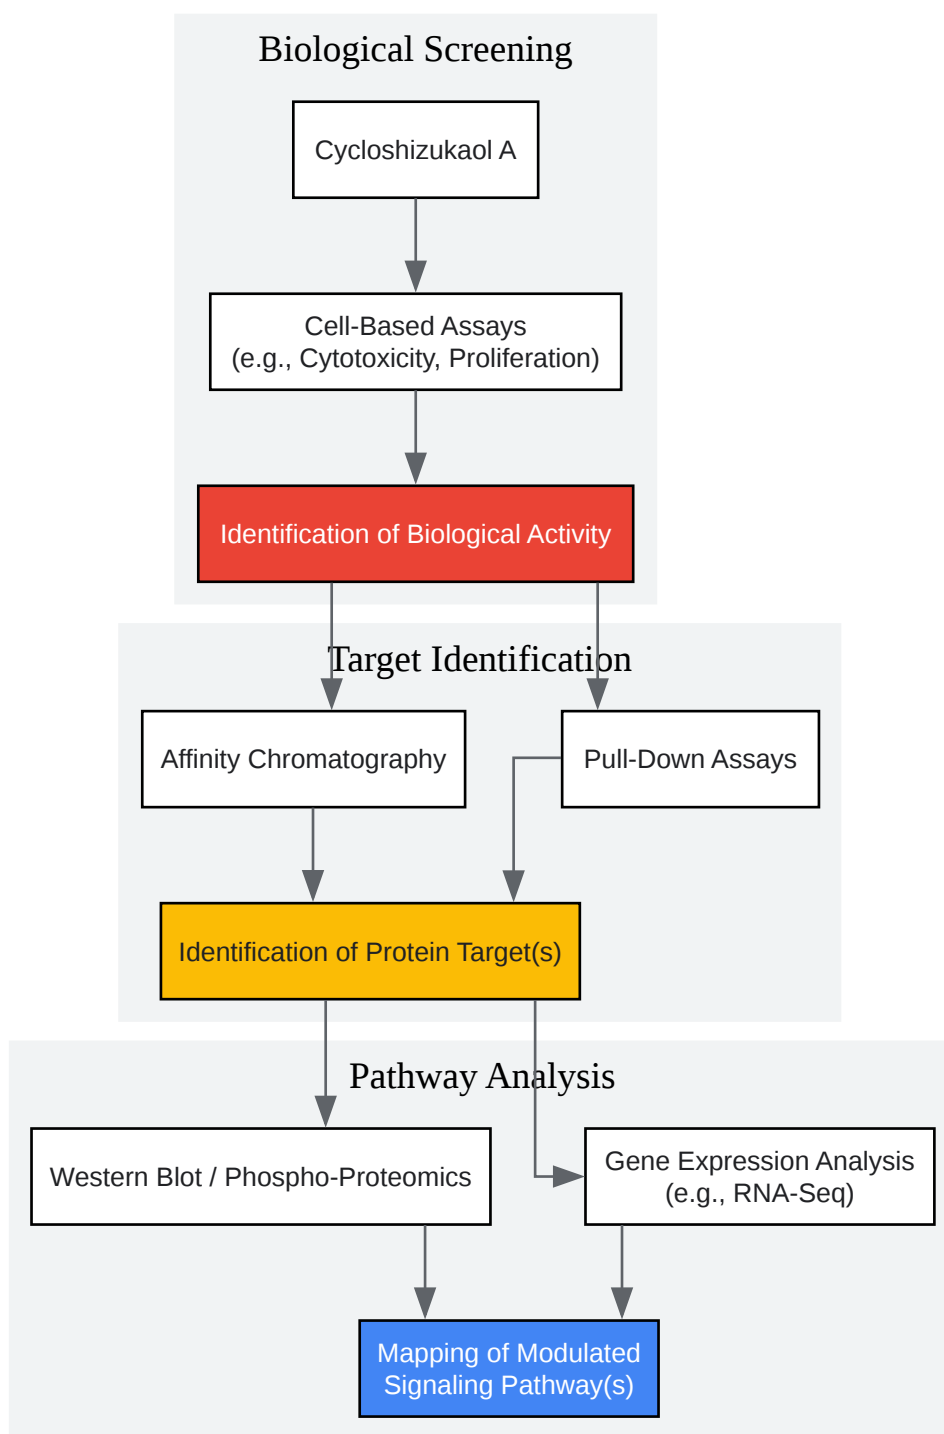 Biological Screening
Cycloshizukaol A
Cell-Based Assays
(e.g., Cytotoxicity, Proliferation)
Identification of Biological Activity
Target Identification
Affinity Chromatography
Pull-Down Assays
Identification of Protein Target(s)
Pathway Analysis
Western Blot / Phospho-Proteomics
Gene Expression Analysis
(e.g., RNA-Seq)
Mapping of Modulated
Signaling Pathway(s)